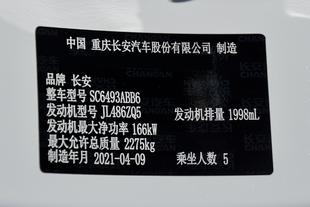 中国 重庆长安汽车股份有限公司 制造
品牌 长安
整车型号 SC6493ABB6
发动机型号 JL486ZQ5 发动机排量 1998mL
发动机最大净功率 166kW
最大允许总质量 2275kg
制造年月 2021-04-09 乘坐人数 5